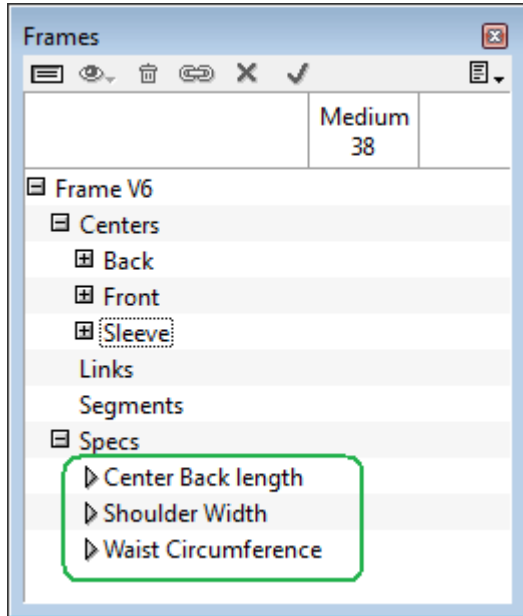 Frames
Medium
38
Frame V6
Centers
Back
Front
Sleeve
Links
Segments
Specs
Center Back length
Shoulder Width
Waist Circumference